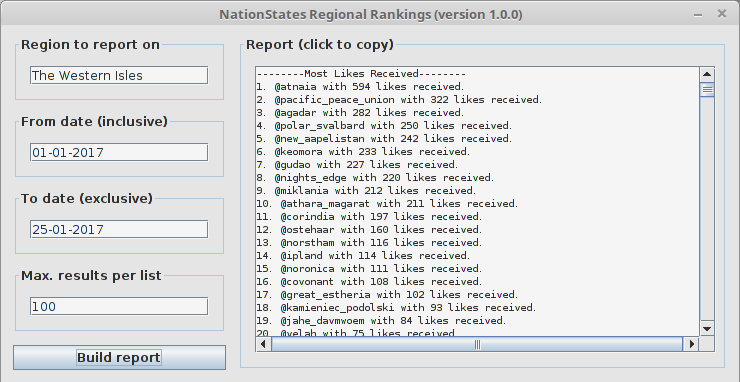 NationStates Regional Rankings (version 1.0.0)
Region to report on
The Western Isles
From date (inclusive)
01-01-2017
To date (exclusive)
25-01-2017
Max. results per list
100
Build report
Report (click to copy)
--------Most Likes Received--------
1. @atnaia with 594 likes received.
2. @pacific_peace_union with 322 likes received.
3. @agadar with 282 likes received.
4. @polar_svalbard with 250 likes received.
5. @new_aapelistan with 242 likes received.
6. @keomora with 233 likes received.
7. @gudao with 227 likes received.
8. @nights_edge with 220 likes received.
9. @miklania with 212 likes received.
10. @athara_magarat with 211 likes received.
11. @corindia with 197 likes received.
12. @ostehaar with 160 likes received.
13. @norstham with 116 likes received.
14. @ipland with 114 likes received.
15. @noronica with 111 likes received.
16. @covonant with 108 likes received.
17. @great_estheria with 102 likes received.
18. @kamieniec_podolski with 93 likes received.
19. @jahe_davmwoem with 84 likes received.
20. @velah with 75 likes received.